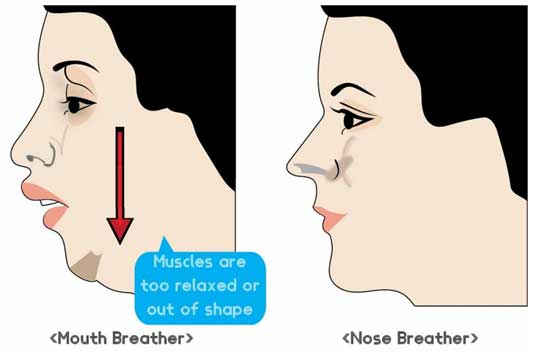 Muscles are
too relaxed or
out of shape
<Mouth Breather>
<Nose Breather>